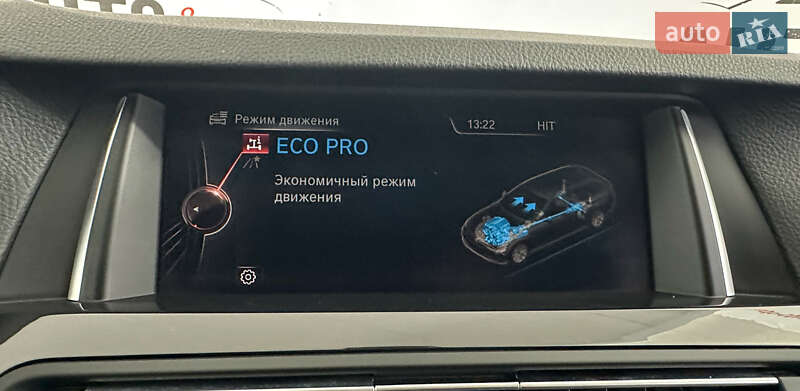 auto RIA
Режим движения
13:22
HIT
ECO PRO
Экономичный режим
движения